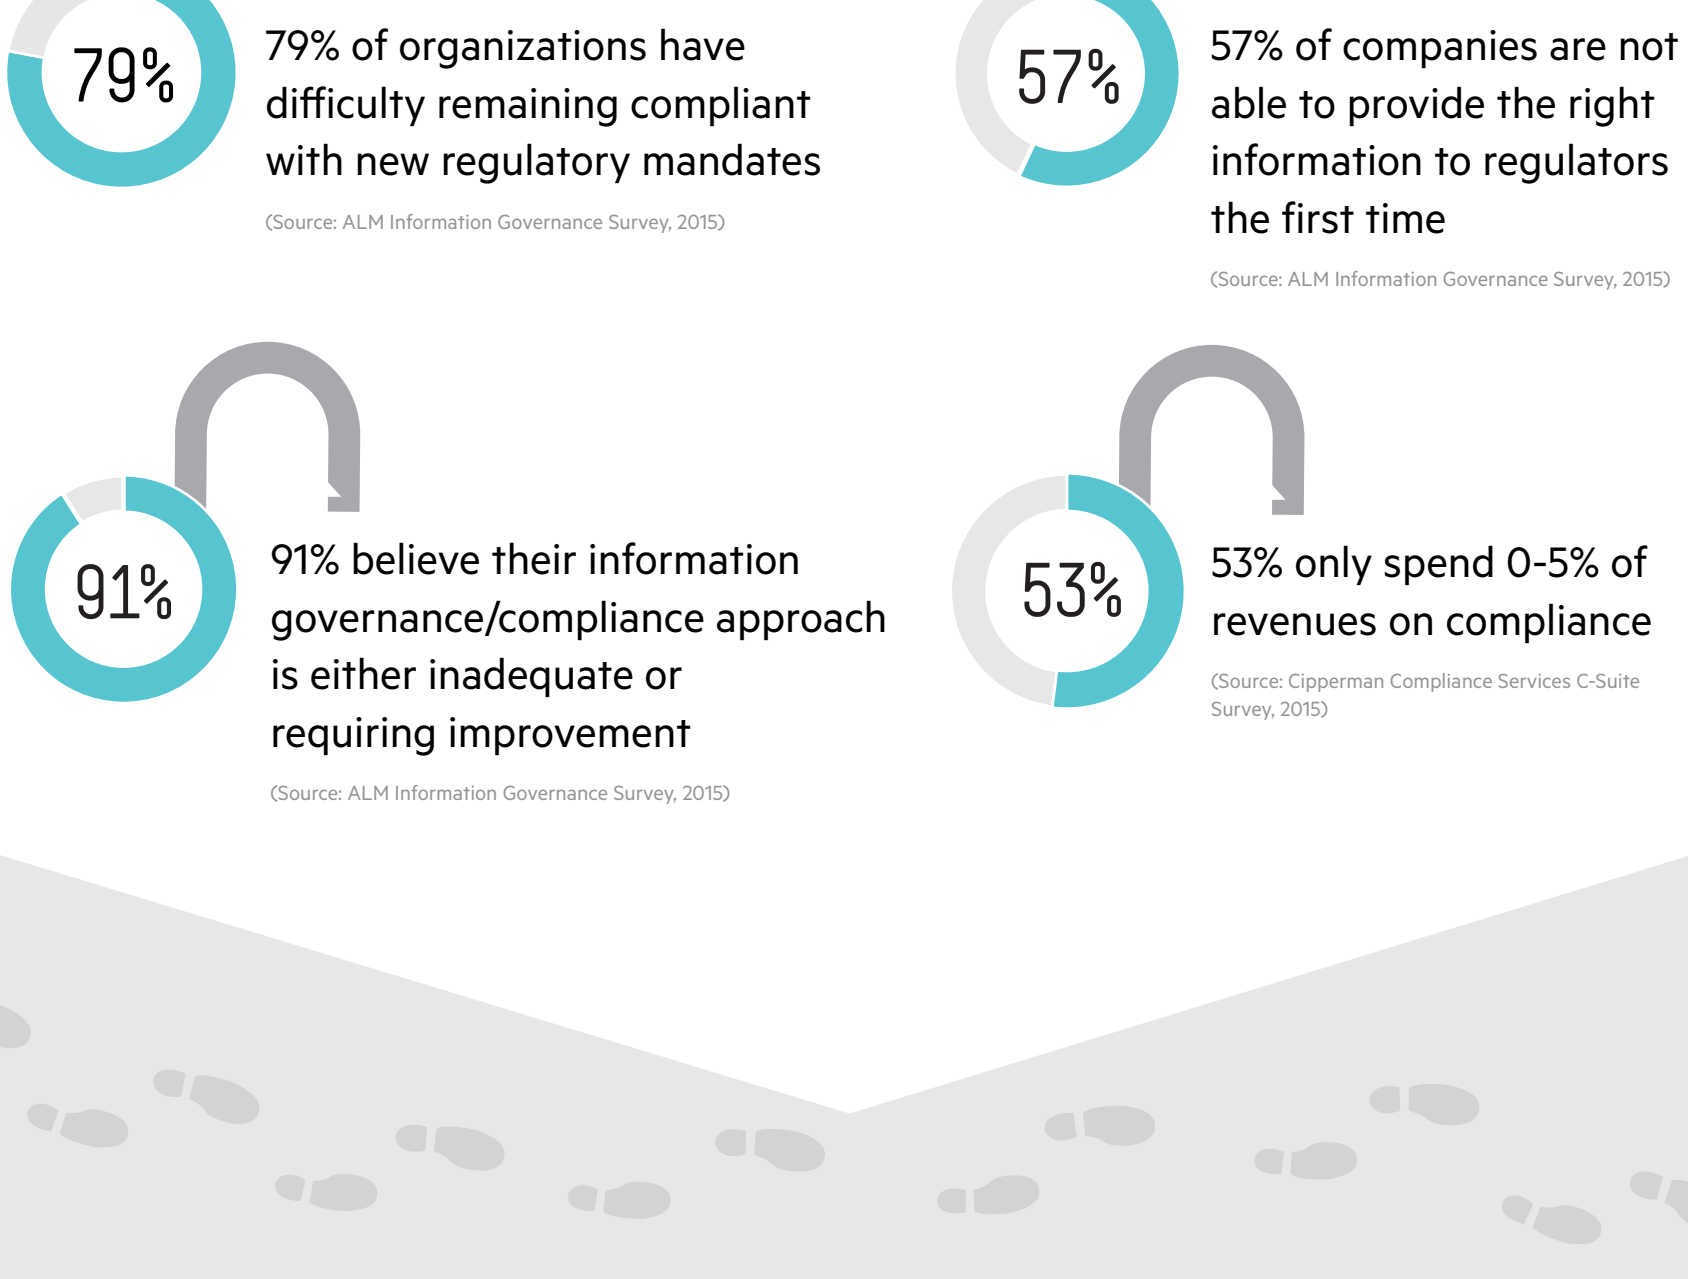 79%
79% of organizations have
difficulty remaining compliant
with new regulatory mandates
(Source: ALM Information Governance Survey, 2015)
57%
57% of companies are not
able to provide the right
information to regulators
the first time
(Source: ALM Information Governance Survey, 2015)
91%
91% believe their information
governance/compliance approach
is either inadequate or
requiring improvement
(Source: ALM Information Governance Survey, 2015)
53%
53% only spend 0-5% of
revenues on compliance
(Source: Cipperman Compliance Services C-Suite
Survey, 2015)